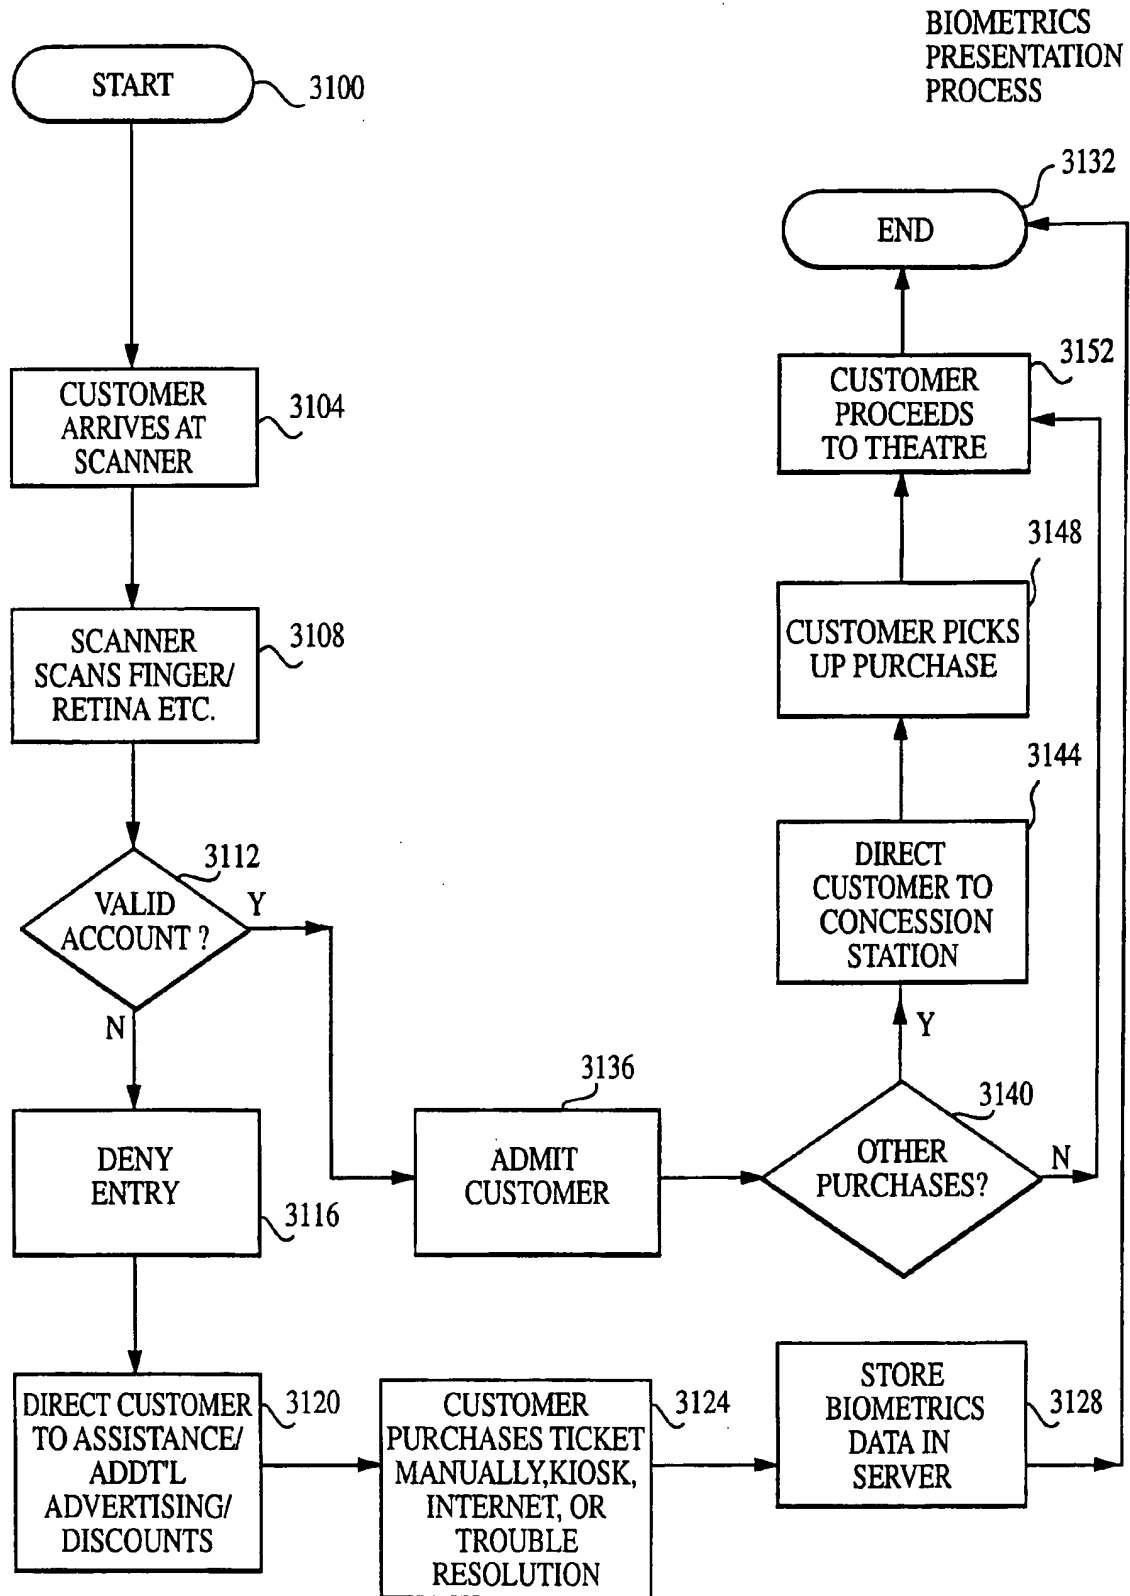 BIOMETRICS
PRESENTATION
PROCESS
START
3100
CUSTOMER
ARRIVES AT
SCANNER
3104
SCANNER
SCANS FINGER/
RETINA ETC.
3108
VALID
ACCOUNT ?
3112
Y
N
DENY
ENTRY
3116
DIRECT CUSTOMER
TO ASSISTANCE/
ADDT'L
ADVERTISING/
DISCOUNTS
3120
CUSTOMER
PURCHASES TICKET
MANUALLY,KIOSK,
INTERNET, OR
TROUBLE
RESOLUTION
3124
STORE
BIOMETRICS
DATA IN
SERVER
3128
ADMIT
CUSTOMER
3136
OTHER
PURCHASES?
3140
N
Y
DIRECT
CUSTOMER TO
CONCESSION
STATION
3144
CUSTOMER PICKS
UP PURCHASE
3148
CUSTOMER
PROCEEDS
TO THEATRE
3152
END
3132